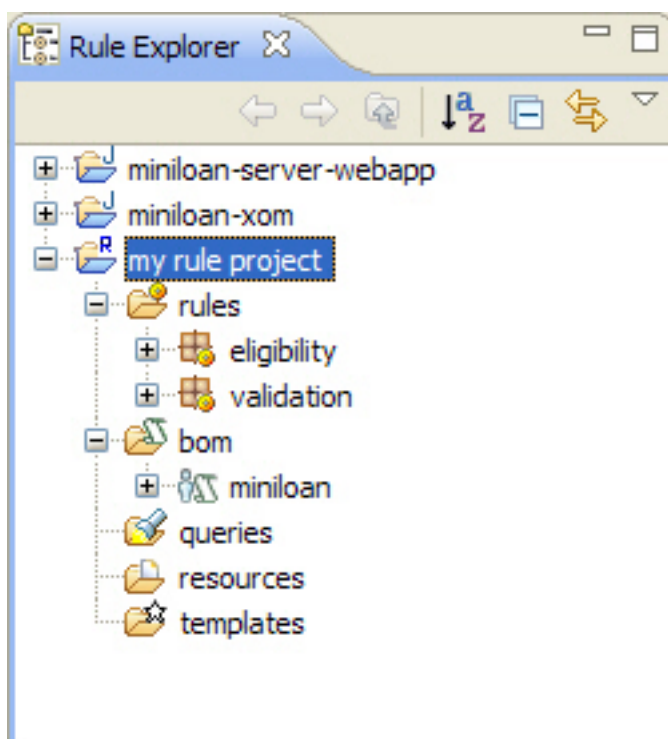 Rule Explorer
miniloan-server-webapp
miniloan-xom
my rule project
rules
eligibility
validation
bom
miniloan
queries
resources
templates